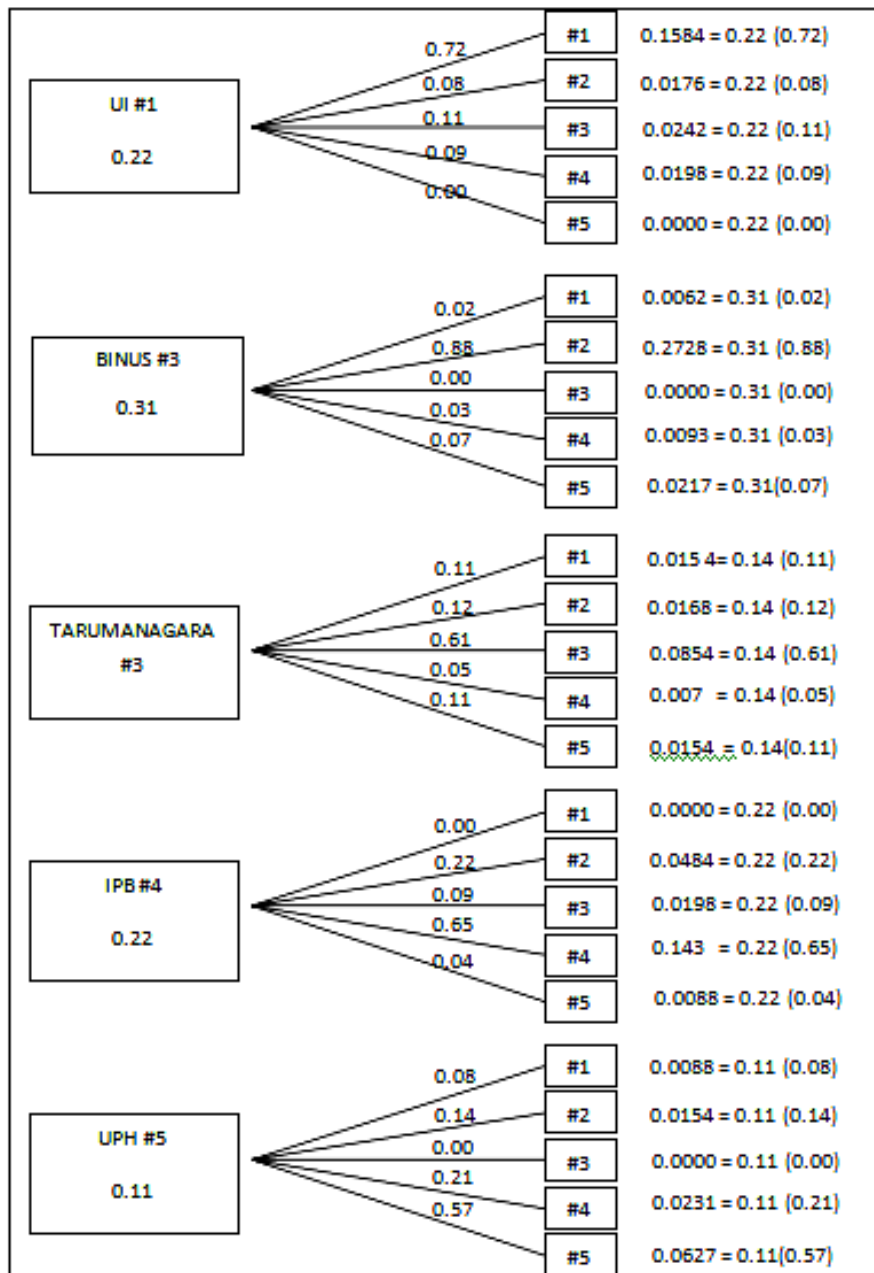 0.72
#1
0.1584 = 0.22 (0.72)
UI #1
0.22
0.08
#2
0.0176 = 0.22 (0.08)
0.11
#3
0.0242 = 0.22 (0.11)
0.09
#4
0.0198 = 0.22 (0.09)
0.00
#5
0.0000 = 0.22 (0.00)
0.02
#1
0.0062 = 0.31 (0.02)
BINUS #3
0.31
0.88
#2
0.2728 = 0.31 (0.88)
0.00
#3
0.0000 = 0.31 (0.00)
0.03
#4
0.0093 = 0.31 (0.03)
0.07
#5
0.0217 = 0.31(0.07)
0.11
#1
0.0154= 0.14 (0.11)
TARUMANAGARA
#3
0.12
#2
0.0168 = 0.14 (0.12)
0.61
#3
0.0854 = 0.14 (0.61)
0.05
#4
0.007 = 0.14 (0.05)
0.11
#5
0.0154 = 0.14(0.11)
0.00
#1
0.0000 = 0.22 (0.00)
IPB #4
0.22
0.22
#2
0.0484 = 0.22 (0.22)
0.09
#3
0.0198 = 0.22 (0.09)
0.65
#4
0.143 = 0.22 (0.65)
0.04
#5
0.0088 = 0.22 (0.04)
0.08
#1
0.0088 = 0.11 (0.08)
UPH #5
0.11
0.14
#2
0.0154 = 0.11 (0.14)
0.00
#3
0.0000 = 0.11 (0.00)
0.21
#4
0.0231 = 0.11 (0.21)
0.57
#5
0.0627 = 0.11(0.57)